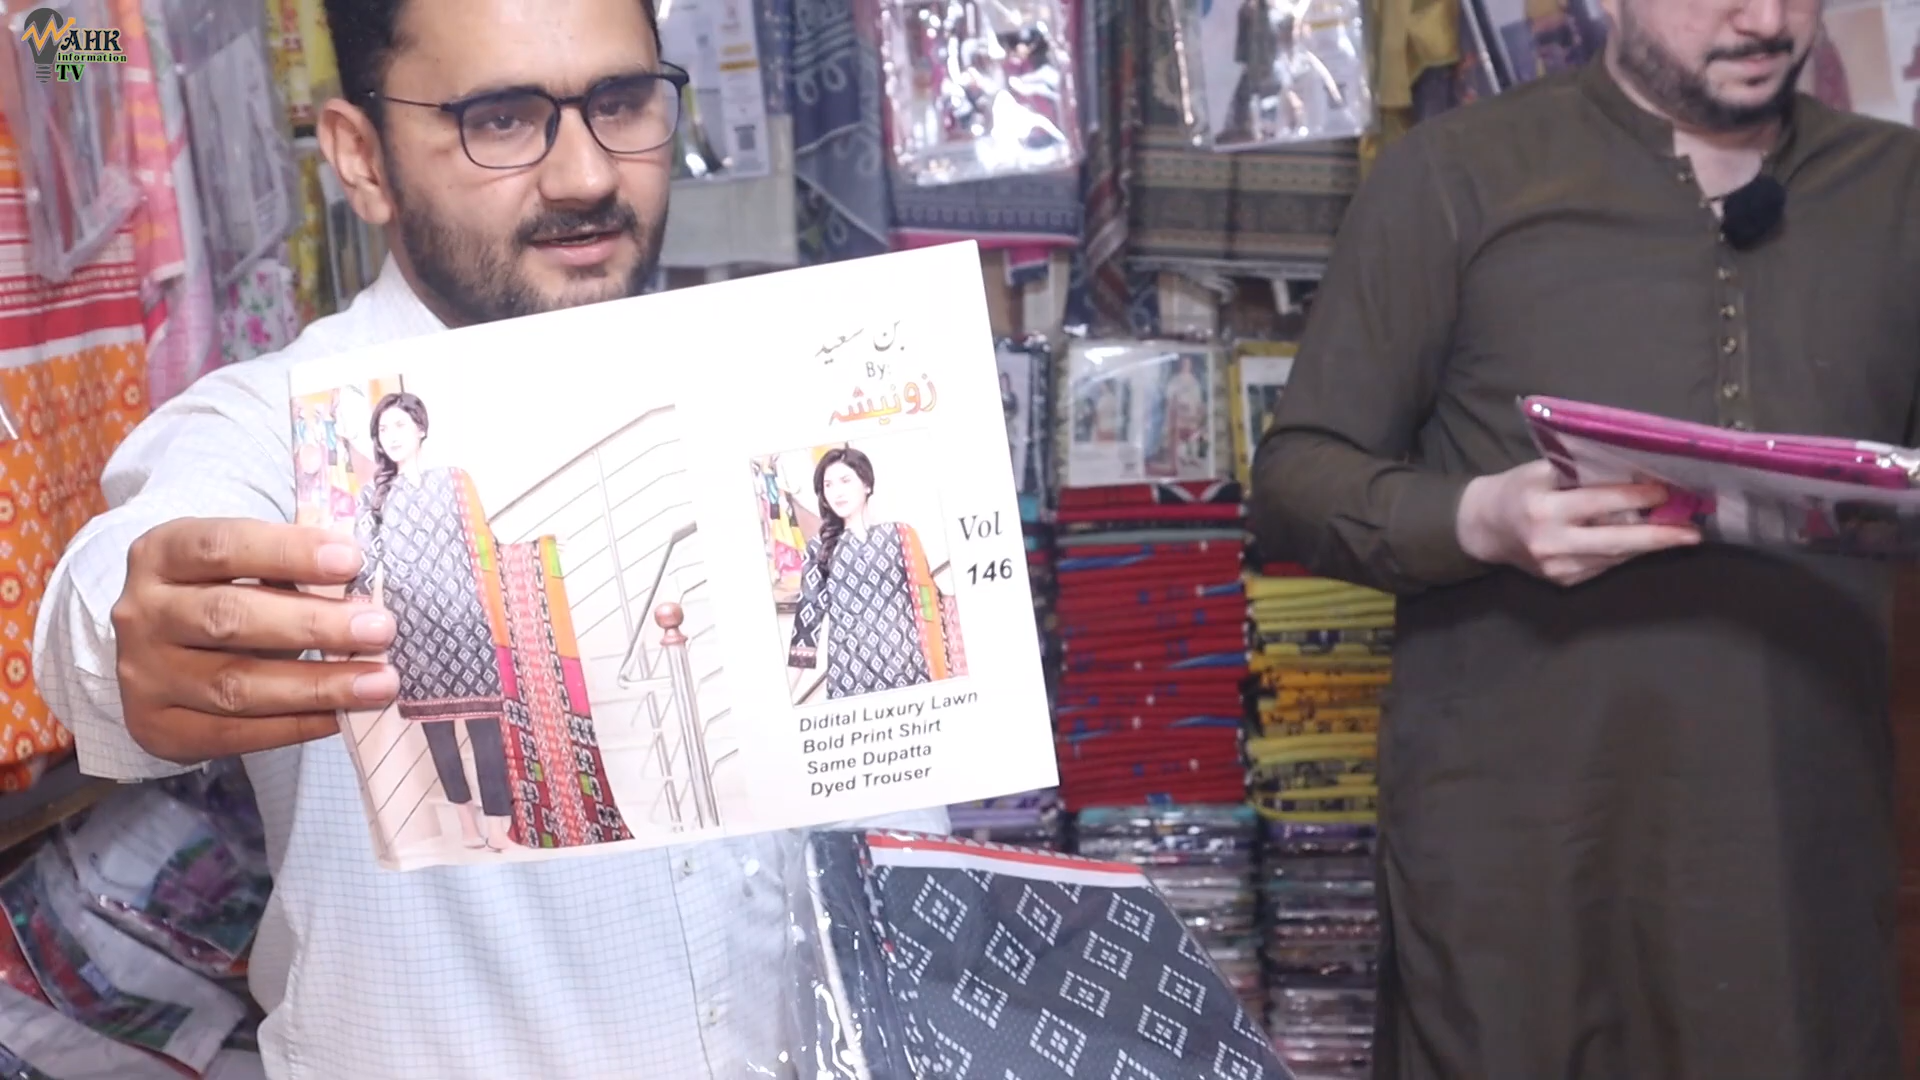 WAHK
information
TV
بن سعید
By:
زونیشہ
Vol
146
Didital Luxury Lawn
Bold Print Shirt
Same Dupatta
Dyed Trouser